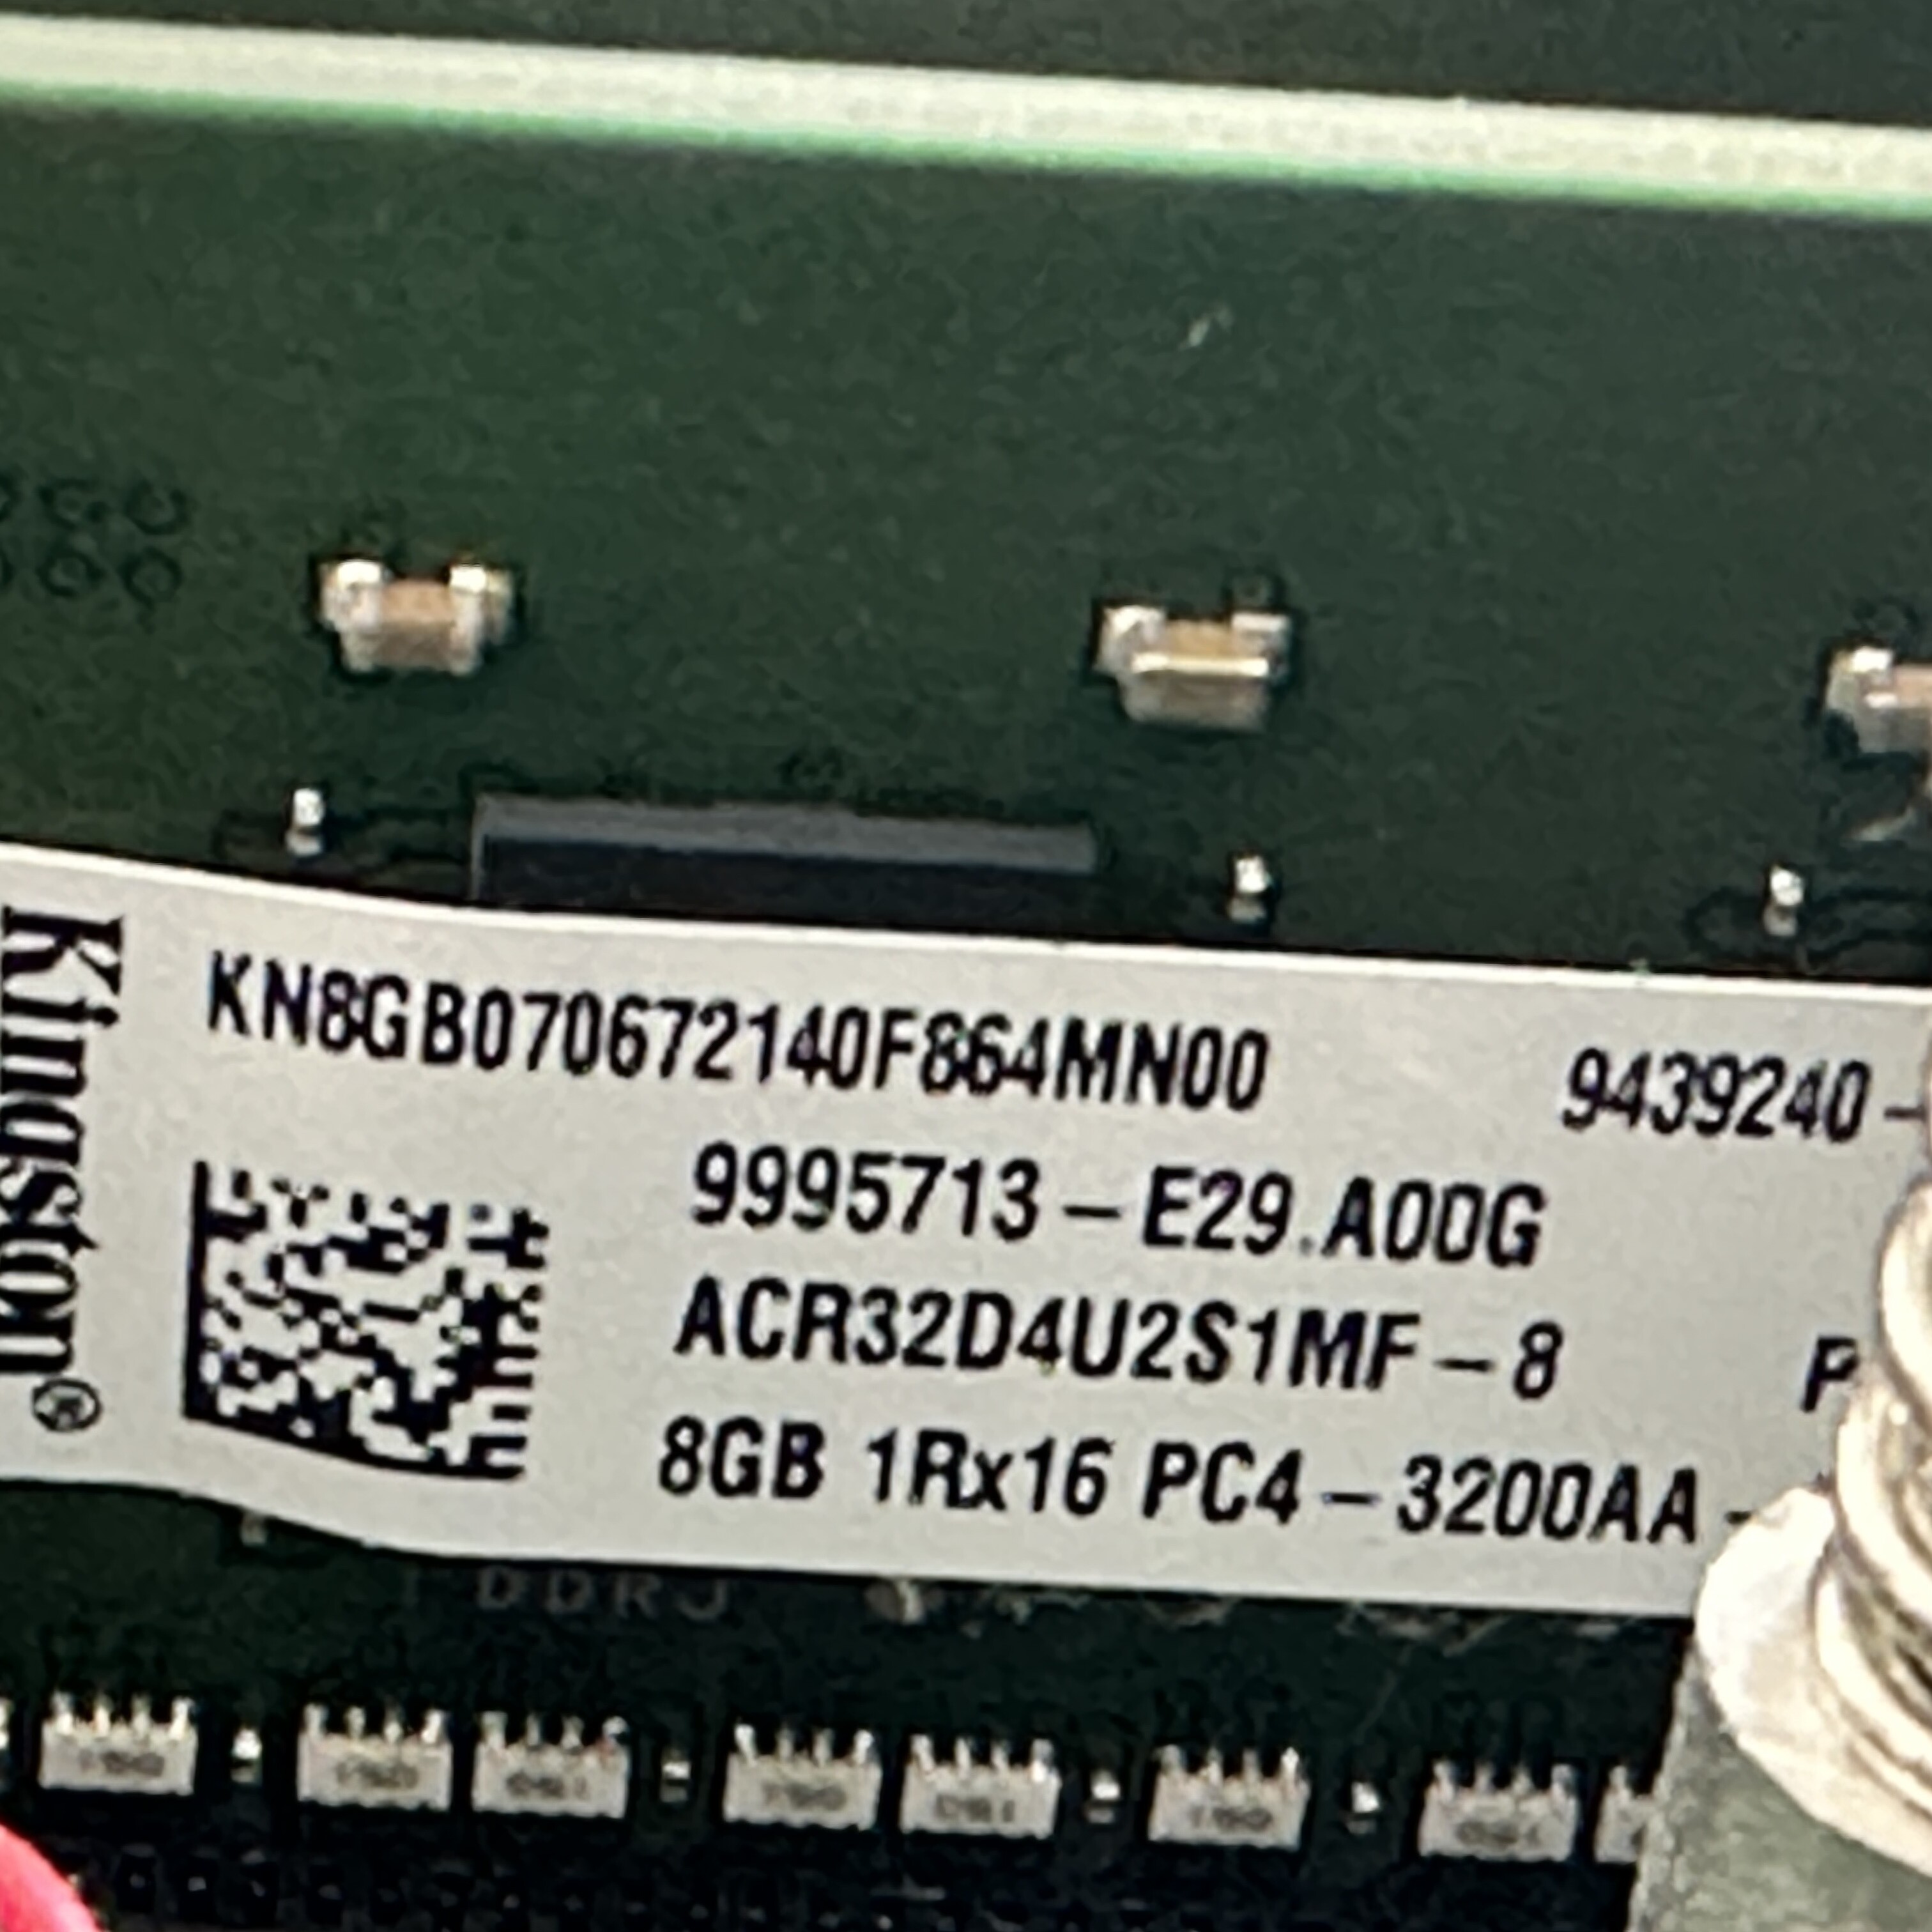 Kingston®
KN8GB070672140F864MN00 9439240-
9995713-E29.A00G
ACR32D4U2S1MF-8 P
8GB 1Rx16 PC4-3200AA-